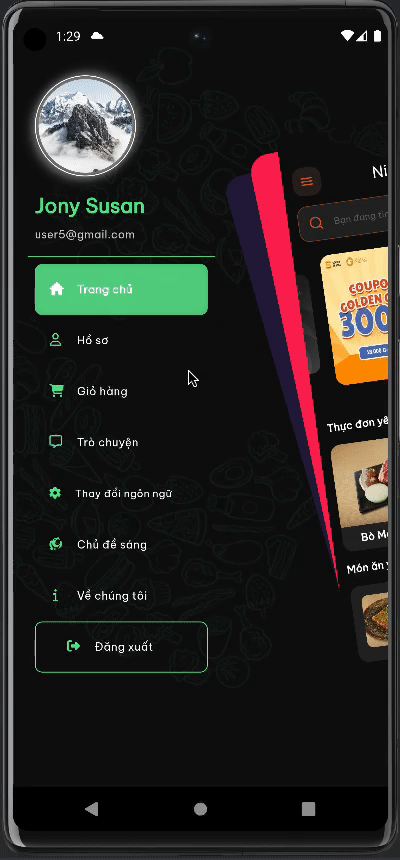 1:29
Jony Susan
user5@gmail.com
Trang chủ
Hồ sơ
Giỏ hàng
Trò chuyện
Thay đổi ngôn ngữ
Chủ đề sáng
Về chúng tôi
Đăng xuất
Ni
Bạn đang tìm
COUPO
GOLDEN
300
Thực đơn yê
Bò M
Món ăn